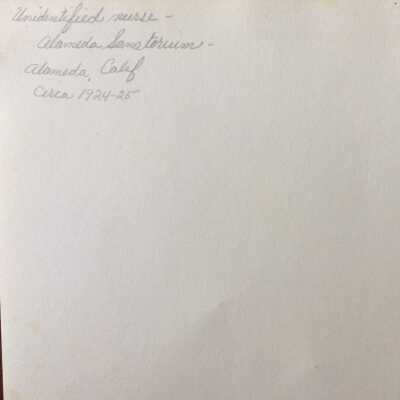 Unidentified nurse -
Alameda Sanatorium -
Alameda, Calif
Circa 1924-25